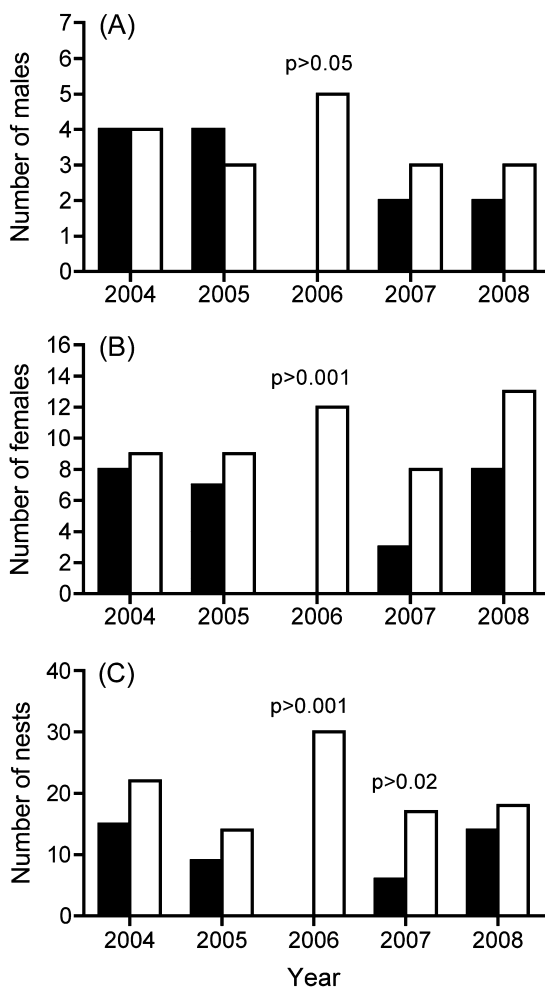 (A)
Number of males
7
6
5
4
3
2
1
0
p>0.05
2004 2005 2006 2007 2008
(B)
Number of females
16
14
12
10
8
6
4
2
0
p>0.001
2004 2005 2006 2007 2008
(C)
Number of nests
40
30
20
10
0
p>0.001
p>0.02
2004 2005 2006 2007 2008
Year